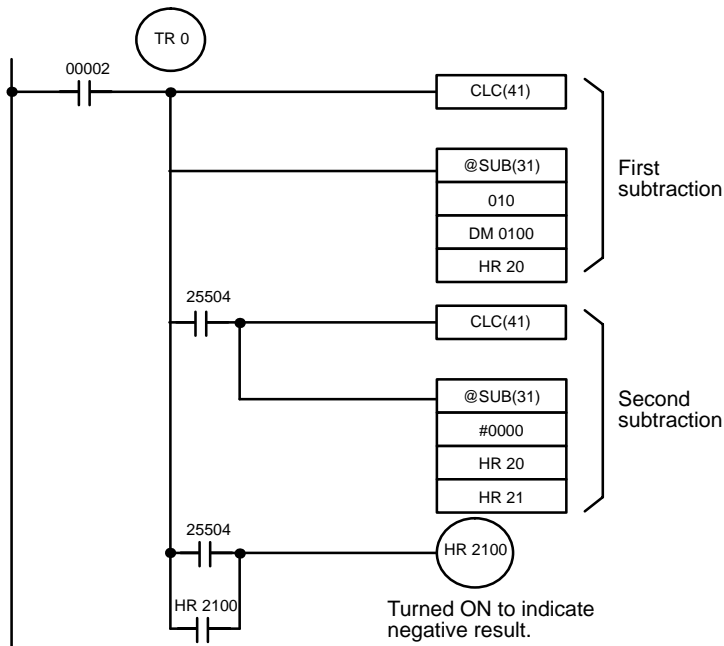 TR 0
00002
CLC(41)
@SUB(31)
010
DM 0100
HR 20
First
subtraction
25504
CLC(41)
@SUB(31)
#0000
HR 20
HR 21
Second
subtraction
25504
HR 2100
HR 2100
Turned ON to indicate
negative result.